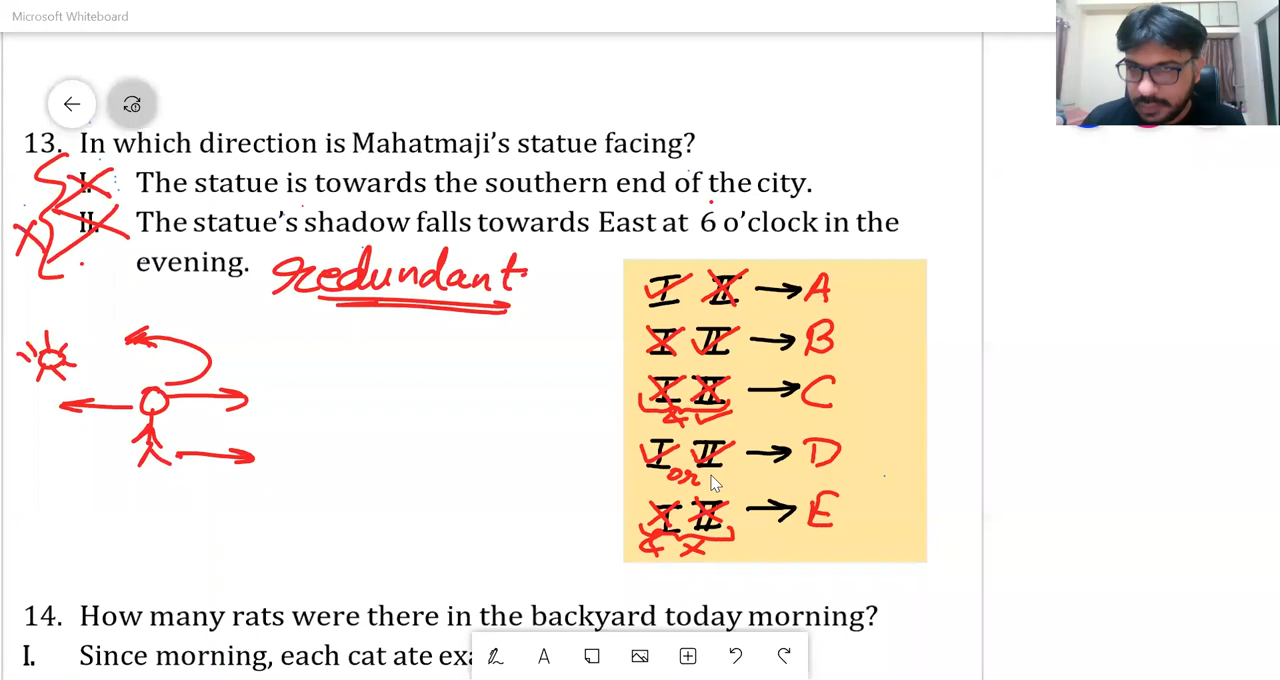 Microsoft Whiteboard
13. In which direction is Mahatmaji's statue facing?
I. The statue is towards the southern end of the city.
II. The statue's shadow falls towards East at 6 o'clock in the
evening. redundant
I II → A
I II → B
I II → C
&
I II → D
or
I II → E
&
14. How many rats were there in the backyard today morning?
I. Since morning, each cat ate